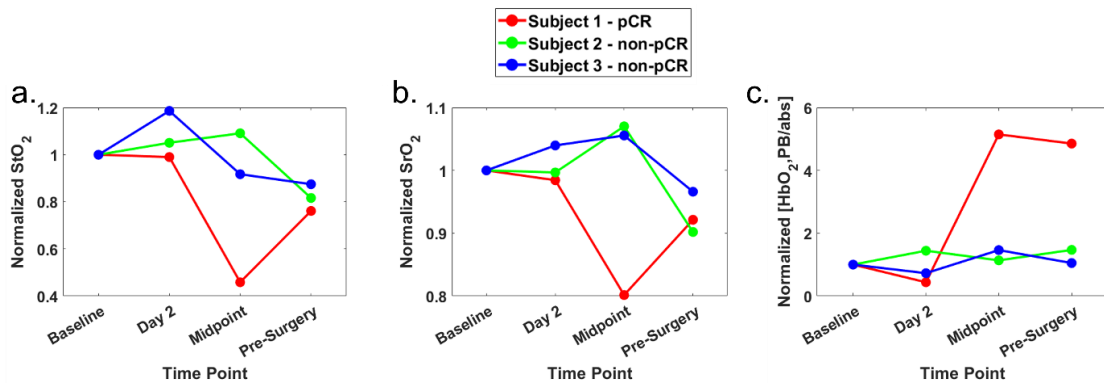 Subject 1 - pCR
Subject 2 - non-pCR
Subject 3 - non-pCR
a.
1.2
1
0.8
0.6
0.4
Normalized StO₂
Baseline
Day 2
Midpoint
Pre-Surgery
Time Point
b.
1.1
1
0.9
0.8
Normalized SrO₂
Baseline
Day 2
Midpoint
Pre-Surgery
Time Point
c.
6
4
2
0
Normalized [HbO₂,PB/abs]
Baseline
Day 2
Midpoint
Pre-Surgery
Time Point